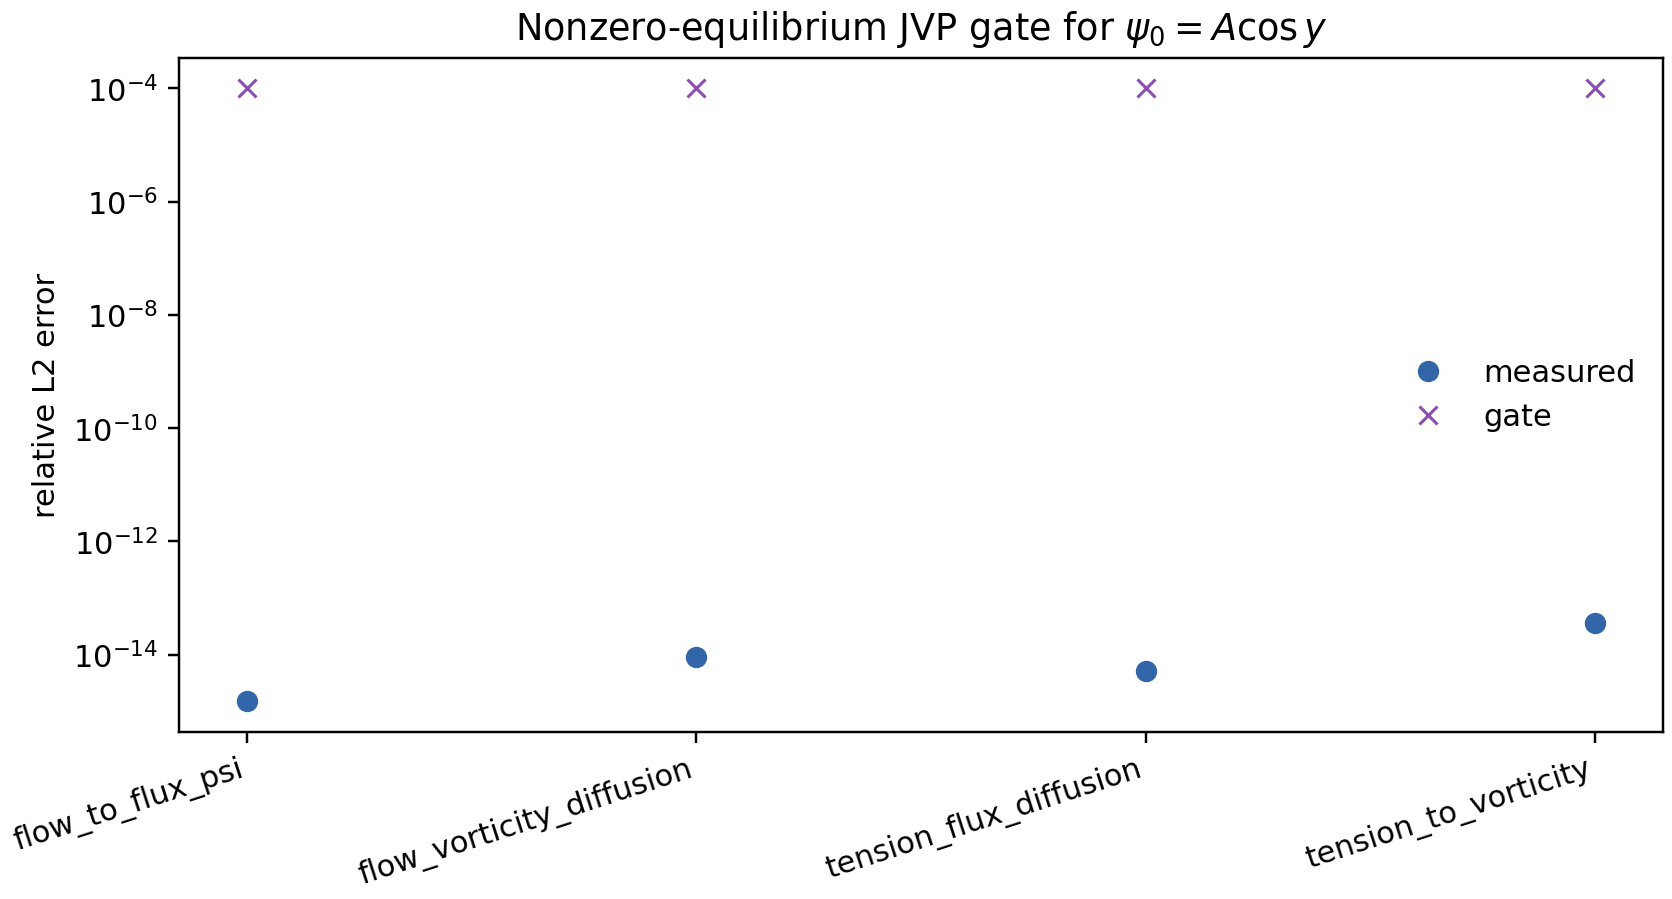 Nonzero-equilibrium JVP gate for ψ₀ = A cos y
relative L2 error
10⁻⁴
10⁻⁶
10⁻⁸
10⁻¹⁰
10⁻¹²
10⁻¹⁴
measured
gate
flow_to_flux_psi
flow_vorticity_diffusion
tension_flux_diffusion
tension_to_vorticity